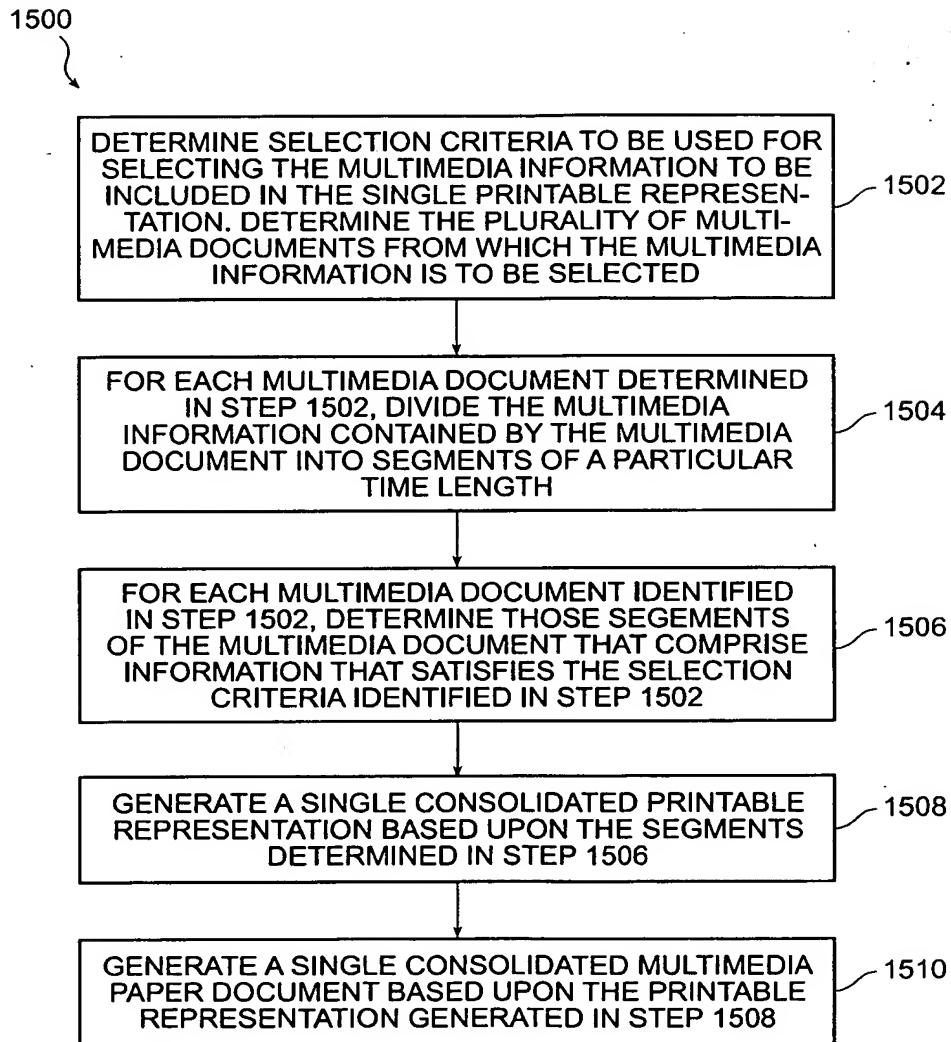 1500
DETERMINE SELECTION CRITERIA TO BE USED FOR
SELECTING THE MULTIMEDIA INFORMATION TO BE
INCLUDED IN THE SINGLE PRINTABLE REPRESEN-
TATION. DETERMINE THE PLURALITY OF MULTI-
MEDIA DOCUMENTS FROM WHICH THE MULTIMEDIA
INFORMATION IS TO BE SELECTED
1502
FOR EACH MULTIMEDIA DOCUMENT DETERMINED
IN STEP 1502, DIVIDE THE MULTIMEDIA
INFORMATION CONTAINED BY THE MULTIMEDIA
DOCUMENT INTO SEGMENTS OF A PARTICULAR
TIME LENGTH
1504
FOR EACH MULTIMEDIA DOCUMENT IDENTIFIED
IN STEP 1502, DETERMINE THOSE SEGEMENTS
OF THE MULTIMEDIA DOCUMENT THAT COMPRISE
INFORMATION THAT SATISFIES THE SELECTION
CRITERIA IDENTIFIED IN STEP 1502
1506
GENERATE A SINGLE CONSOLIDATED PRINTABLE
REPRESENTATION BASED UPON THE SEGMENTS
DETERMINED IN STEP 1506
1508
GENERATE A SINGLE CONSOLIDATED MULTIMEDIA
PAPER DOCUMENT BASED UPON THE PRINTABLE
REPRESENTATION GENERATED IN STEP 1508
1510